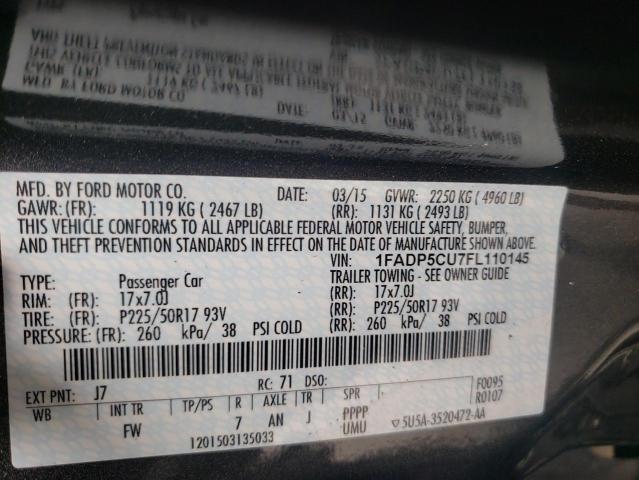 MFD. BY FORD MOTOR CO. DATE: 03/15 GVWR: 2250 KG ( 4960 LB)
GAWR: (FR): 1119 KG ( 2467 LB) (RR): 1131 KG ( 2493 LB)
THIS VEHICLE CONFORMS TO ALL APPLICABLE FEDERAL MOTOR VEHICLE SAFETY, BUMPER,
AND THEFT PREVENTION STANDARDS IN EFFECT ON THE DATE OF MANUFACTURE SHOWN ABOVE.
VIN: 1FADP5CU7FL110145
TYPE: Passenger Car TRAILER TOWING - SEE OWNER GUIDE
RIM: (FR): 17x7.0J (RR): 17x7.0J
TIRE: (FR): P225/50R17 93V (RR): P225/50R17 93V
PRESSURE: (FR): 260 kPa/ 38 PSI COLD (RR): 260 kPa/ 38 PSI COLD
EXT PNT: J7 RC: 71 DSO: F0095
WB INT TR TP/PS R AXLE TR SPR R0107
FW 7 AN J PPPP
UMU 5U5A-3520472-AA
1201503135033